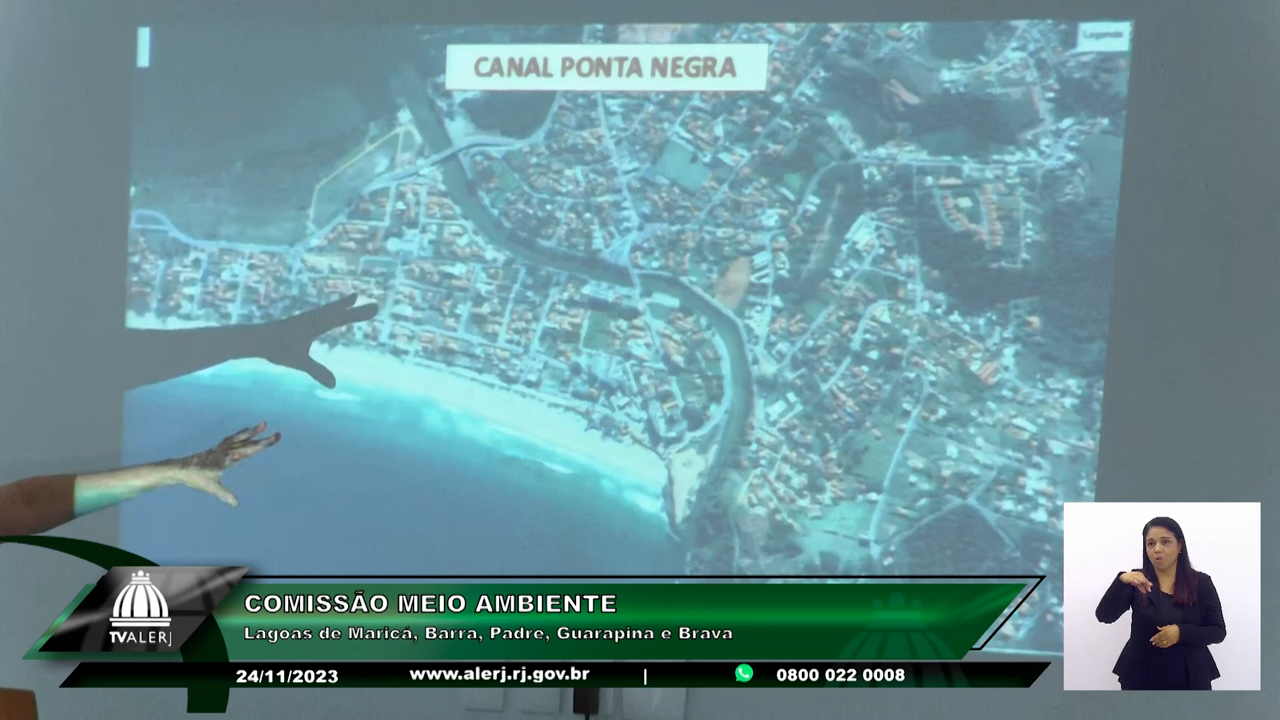 Legenda
CANAL PONTA NEGRA
COMISSÃO MEIO AMBIENTE
Lagoas de Maricá, Barra, Padre, Guarapina e Brava
TVALERJ
24/11/2023 www.alerj.rj.gov.br | 0800 022 0008